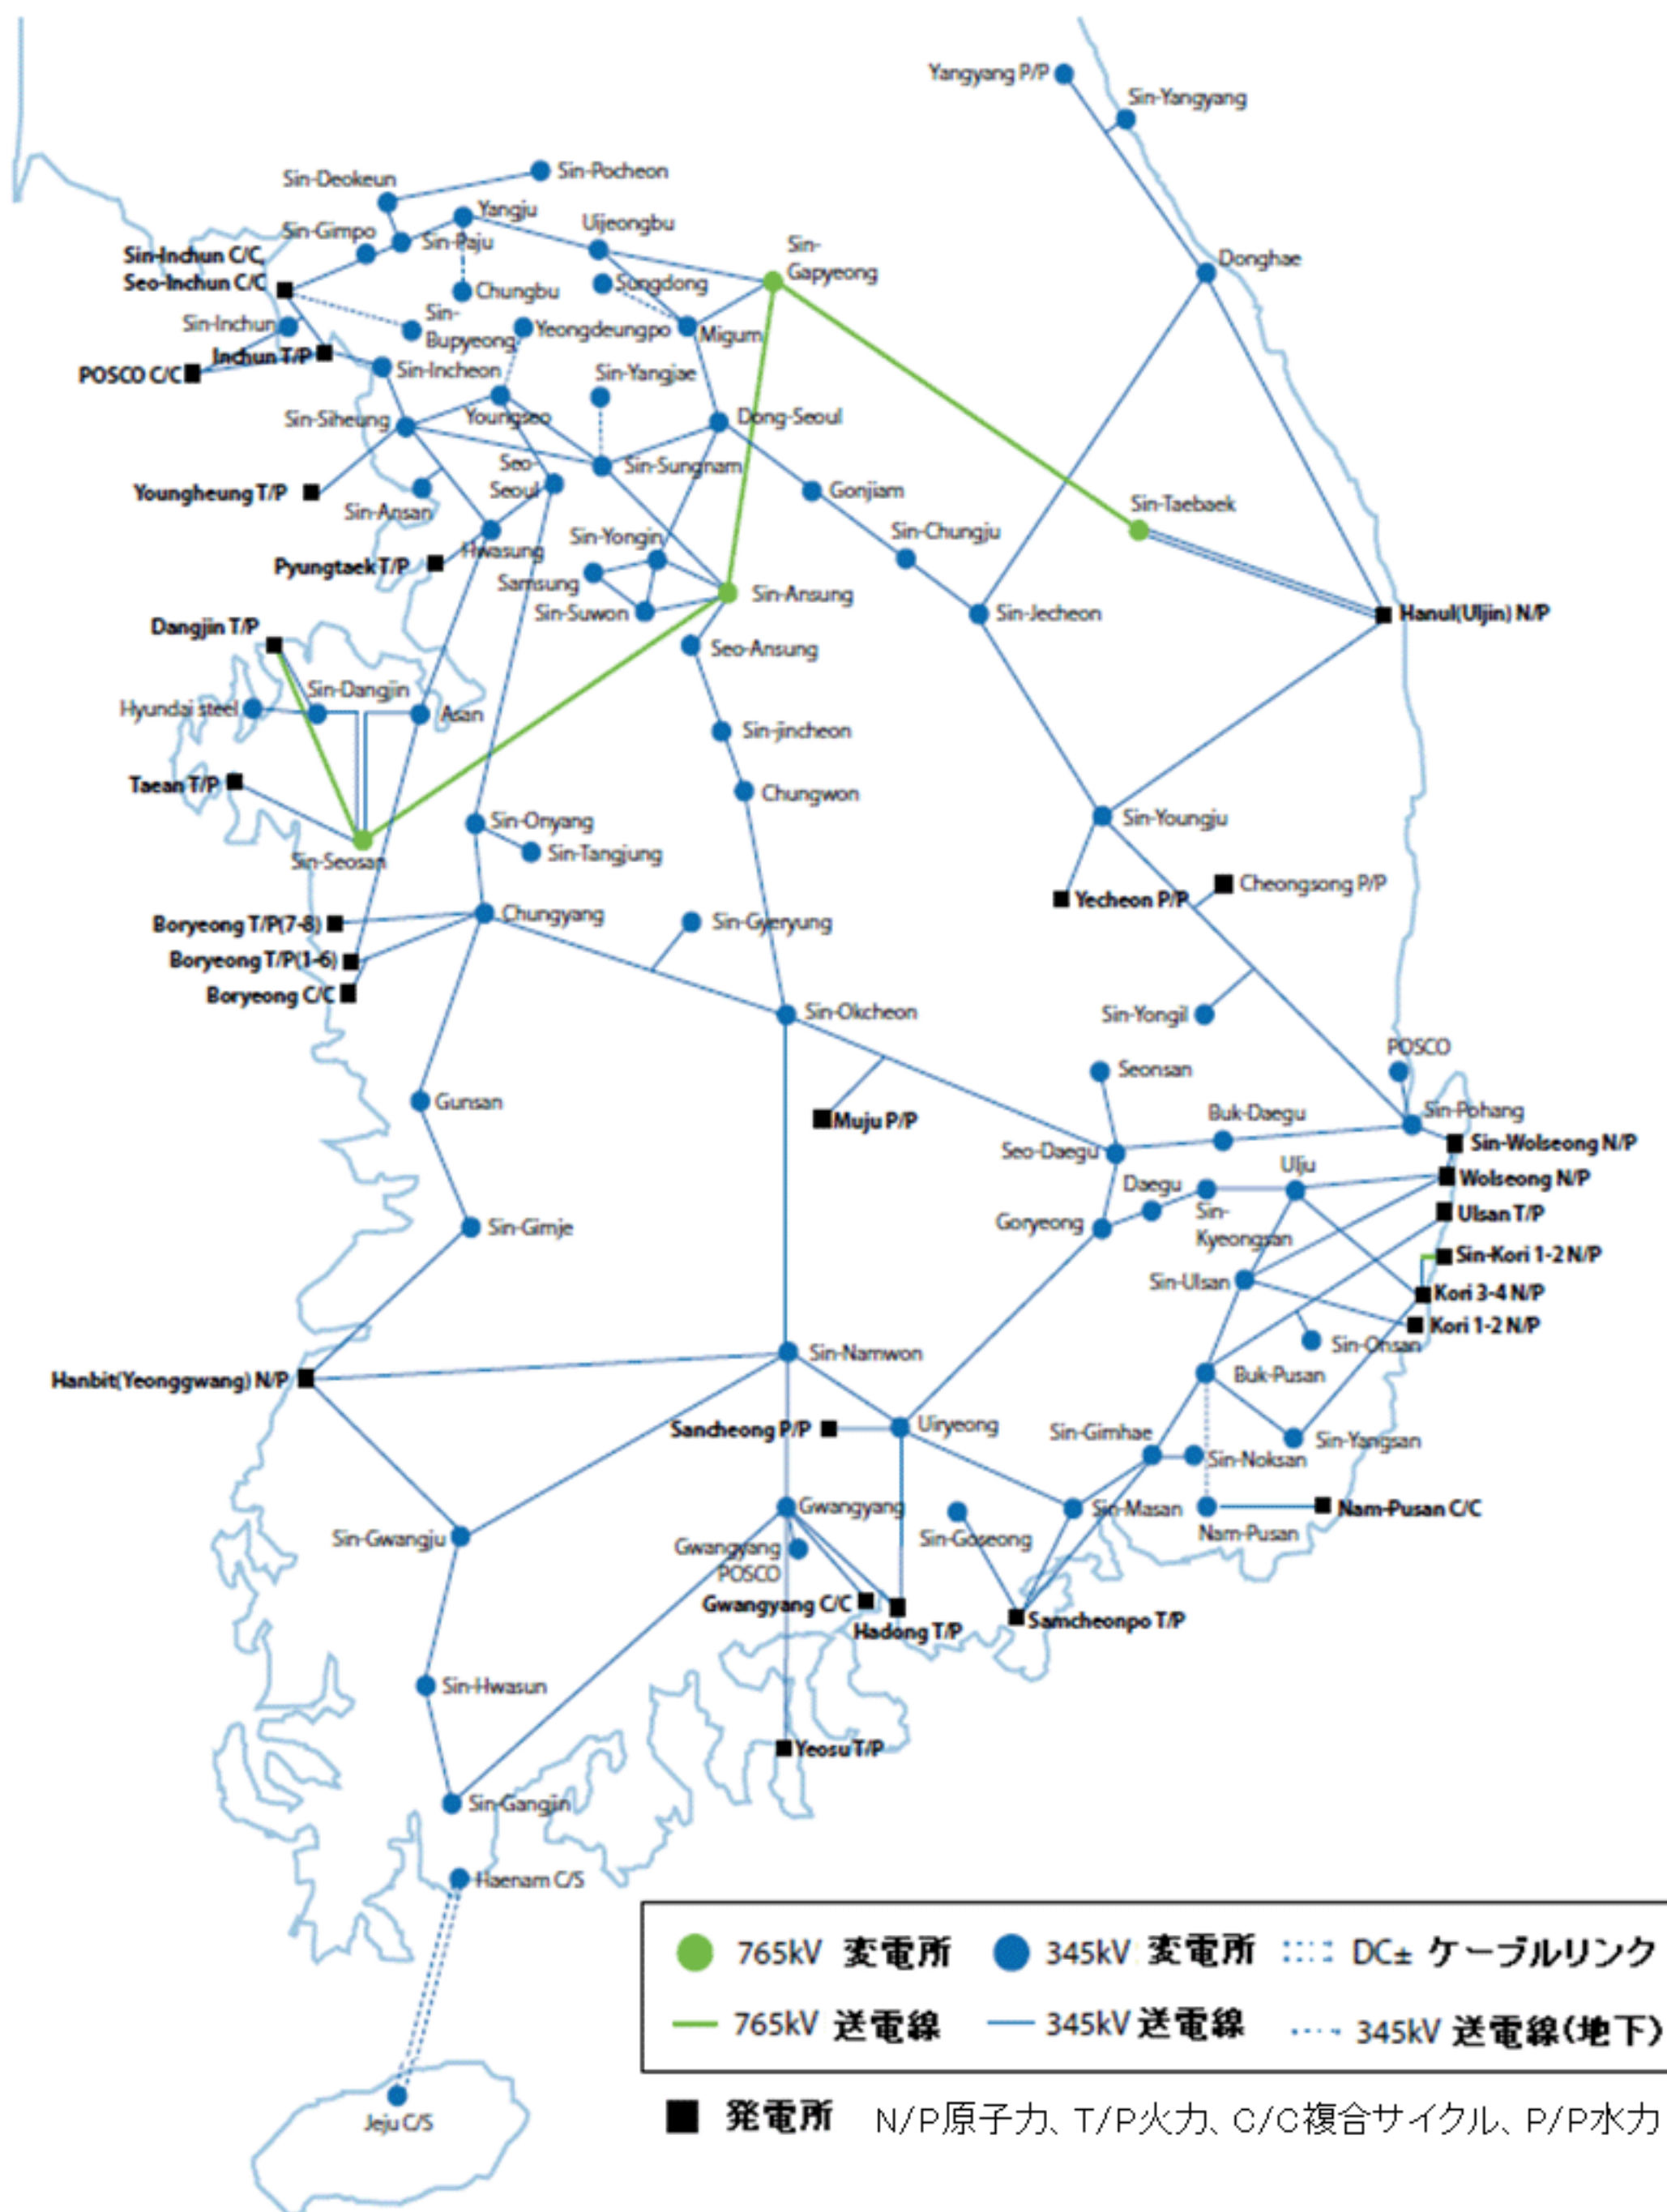 Yangyang P/P
Sin-Yangyang
Sin-Pocheon
Sin-Deokeun
Yangju
Uijeongbu
Sin-Gimpo
Sin-Paju
Sin-
Gapyeong
Donghae
Sin-Inchun C/C,
Seo-Inchun C/C
Chungbu
Sungdong
Sin-Inchun
Sin-
Bupyeong
Yeongdeungpo
Migum
Inchun T/P
POSCO C/C
Sin-Incheon
Sin-Yangjae
Sin-Siheung
Youngseo
Dong-Seoul
Seo-
Seoul
Sin-Sungnam
Youngheung T/P
Gonjiam
Sin-Ansan
Sin-Taebaek
Sin-Yongin
Sin-Chungju
Hwasung
Pyungtaek T/P
Samsung
Sin-Ansung
Sin-Suwon
Sin-Jecheon
Hanul(Uljin) N/P
Dangjin T/P
Seo-Ansung
Sin-Dangjin
Hyundai steel
Asan
Sin-jincheon
Taean T/P
Chungwon
Sin-Onyang
Sin-Youngju
Sin-Tangjung
Sin-Seosan
Cheongsong P/P
Yecheon P/P
Chungyang
Sin-Gyeryung
Boryeong T/P(7-8)
Boryeong T/P(1-6)
Boryeong C/C
Sin-Okcheon
Sin-Yongil
POSCO
Seonsan
Gunsan
Muju P/P
Buk-Daegu
Sin-Pohang
Sin-Wolseong N/P
Seo-Daegu
Ulju
Wolseong N/P
Daegu
Sin-
Kyeongsan
Ulsan T/P
Goryeong
Sin-Gimje
Sin-Kori 1-2 N/P
Sin-Ulsan
Kori 3-4 N/P
Kori 1-2 N/P
Sin-Onsan
Sin-Namwon
Hanbit(Yeonggwang) N/P
Buk-Pusan
Sancheong P/P
Uiryeong
Sin-Gimhae
Sin-Yangsan
Sin-Noksan
Gwangyang
Sin-Masan
Nam-Pusan C/C
Sin-Gwangju
Sin-Goseong
Nam-Pusan
Gwangyang
POSCO
Gwangyang C/C
Hadong T/P
Samcheonpo T/P
Sin-Hwasun
Yeosu T/P
Sin-Gangjin
Haenam C/S
Jeju C/S
765kV 変電所 345kV 変電所 DC± ケーブルリンク
765kV 送電線 345kV 送電線 345kV 送電線(地下)
発電所 N/P原子力、T/P火力、C/C複合サイクル、P/P水力